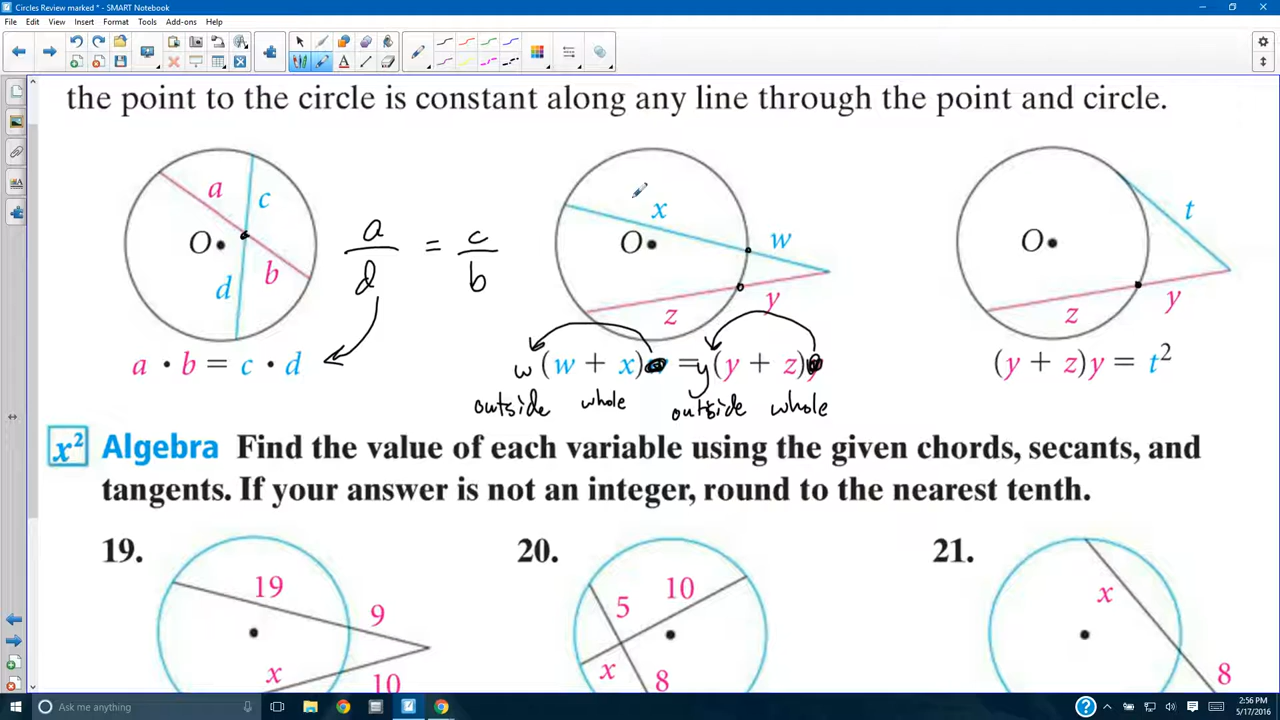 Circles Review marked * - SMART Notebook
File Edit View Insert Format Tools Add-ons Help
the point to the circle is constant along any line through the point and circle.
a c O d b
a/d = c/b
x O w z y
t O z y
a • b = c • d
w (w + x) = y (y + z)
(y + z)y = t²
outside whole outside whole
x² Algebra Find the value of each variable using the given chords, secants, and
tangents. If your answer is not an integer, round to the nearest tenth.
19. 20. 21.
19 9 x 10
5 10 x 8
x 8
Ask me anything
2:56 PM
5/17/2016